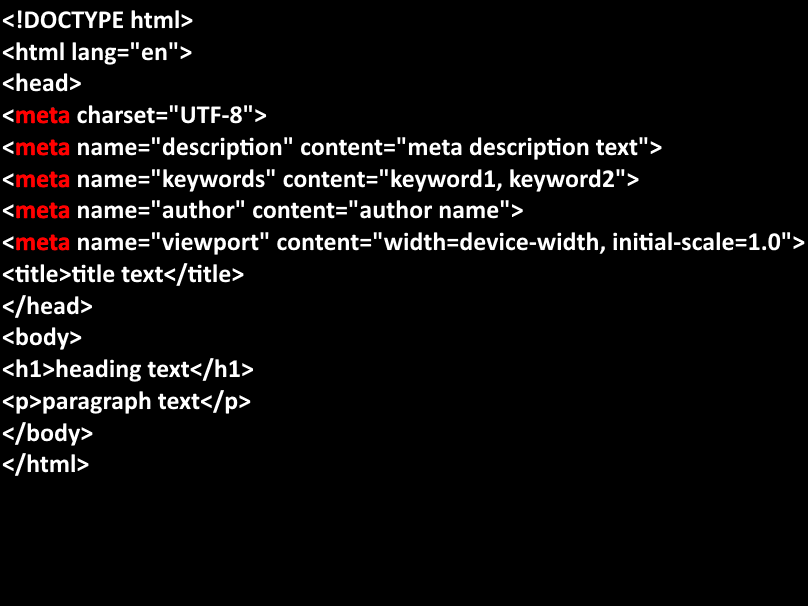 <!DOCTYPE html>
<html lang="en">
<head>
<meta charset="UTF-8">
<meta name="description" content="meta description text">
<meta name="keywords" content="keyword1, keyword2">
<meta name="author" content="author name">
<meta name="viewport" content="width=device-width, initial-scale=1.0">
<title>title text</title>
</head>
<body>
<h1>heading text</h1>
<p>paragraph text</p>
</body>
</html>